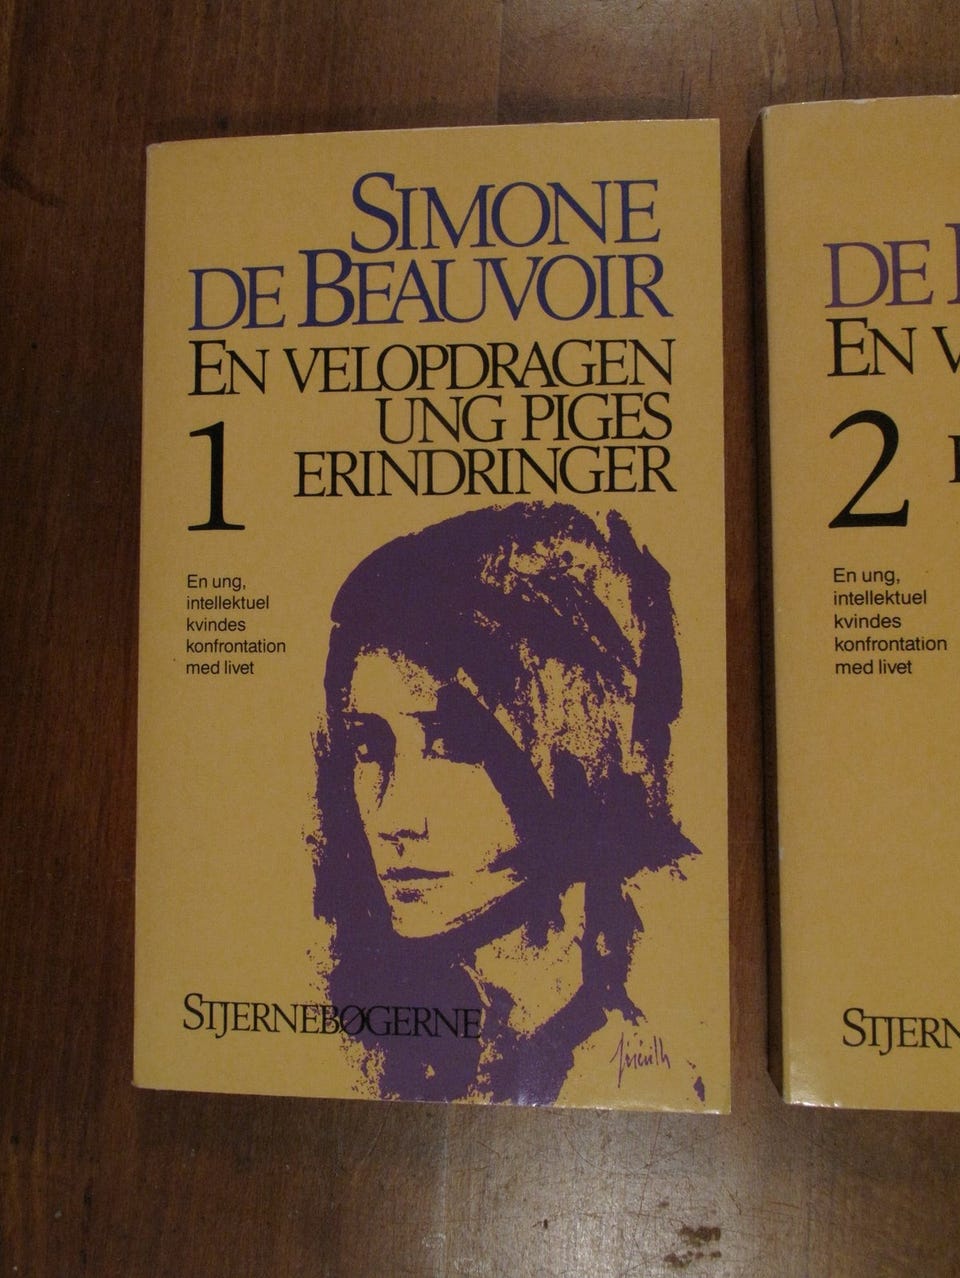 SIMONE
DE BEAUVOIR
EN VELOPDRAGEN
UNG PIGES
ERINDRINGER
1
En ung,
intellektuel
kvindes
konfrontation
med livet
STJERNEBØGERNE
DE
EN
2
En ung,
intellektuel
kvindes
konfrontation
med livet
STJERN